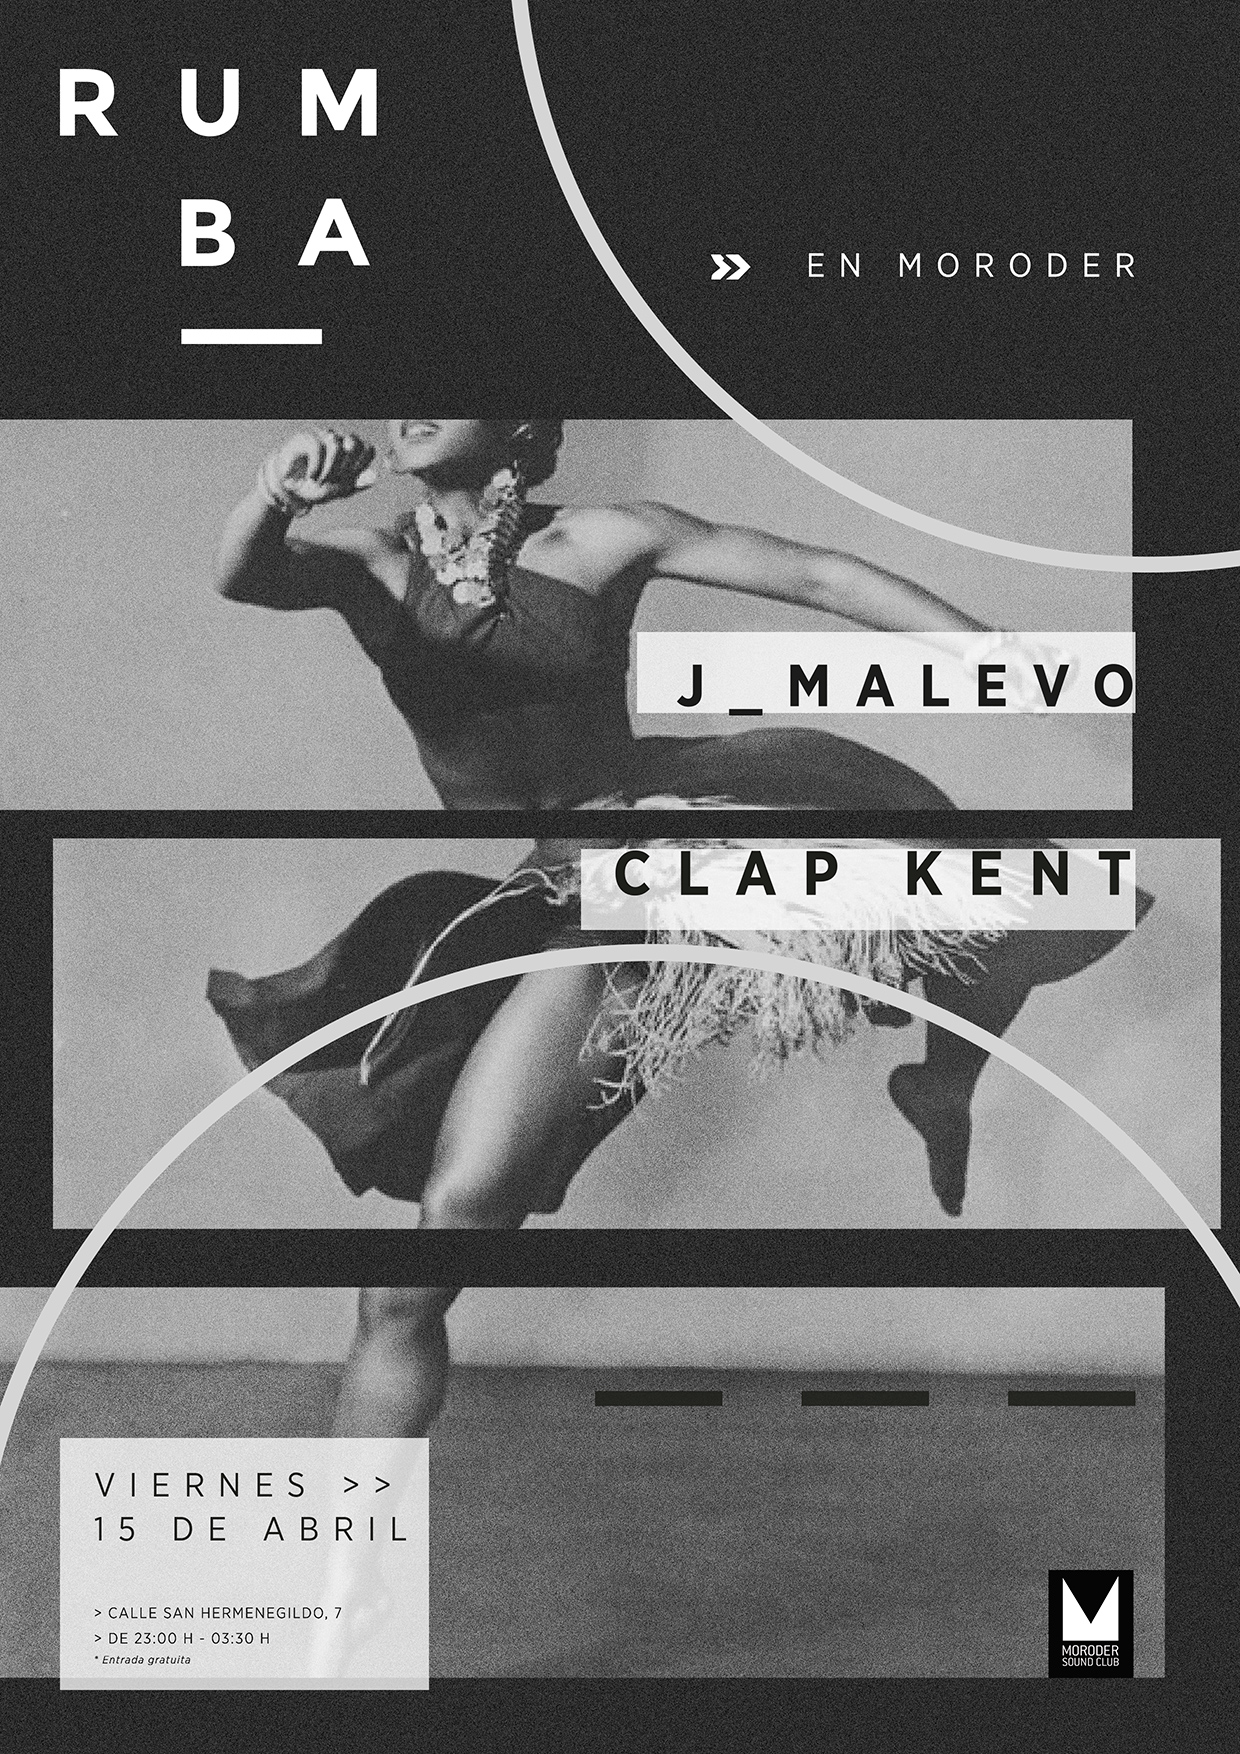 RUM
BA
» EN MORODER
J_MALEVO
CLAP KENT
VIERNES >>
15 DE ABRIL
> CALLE SAN HERMENEGILDO, 7
> DE 23:00 H - 03:30 H
* Entrada gratuita
MORODER
SOUND CLUB